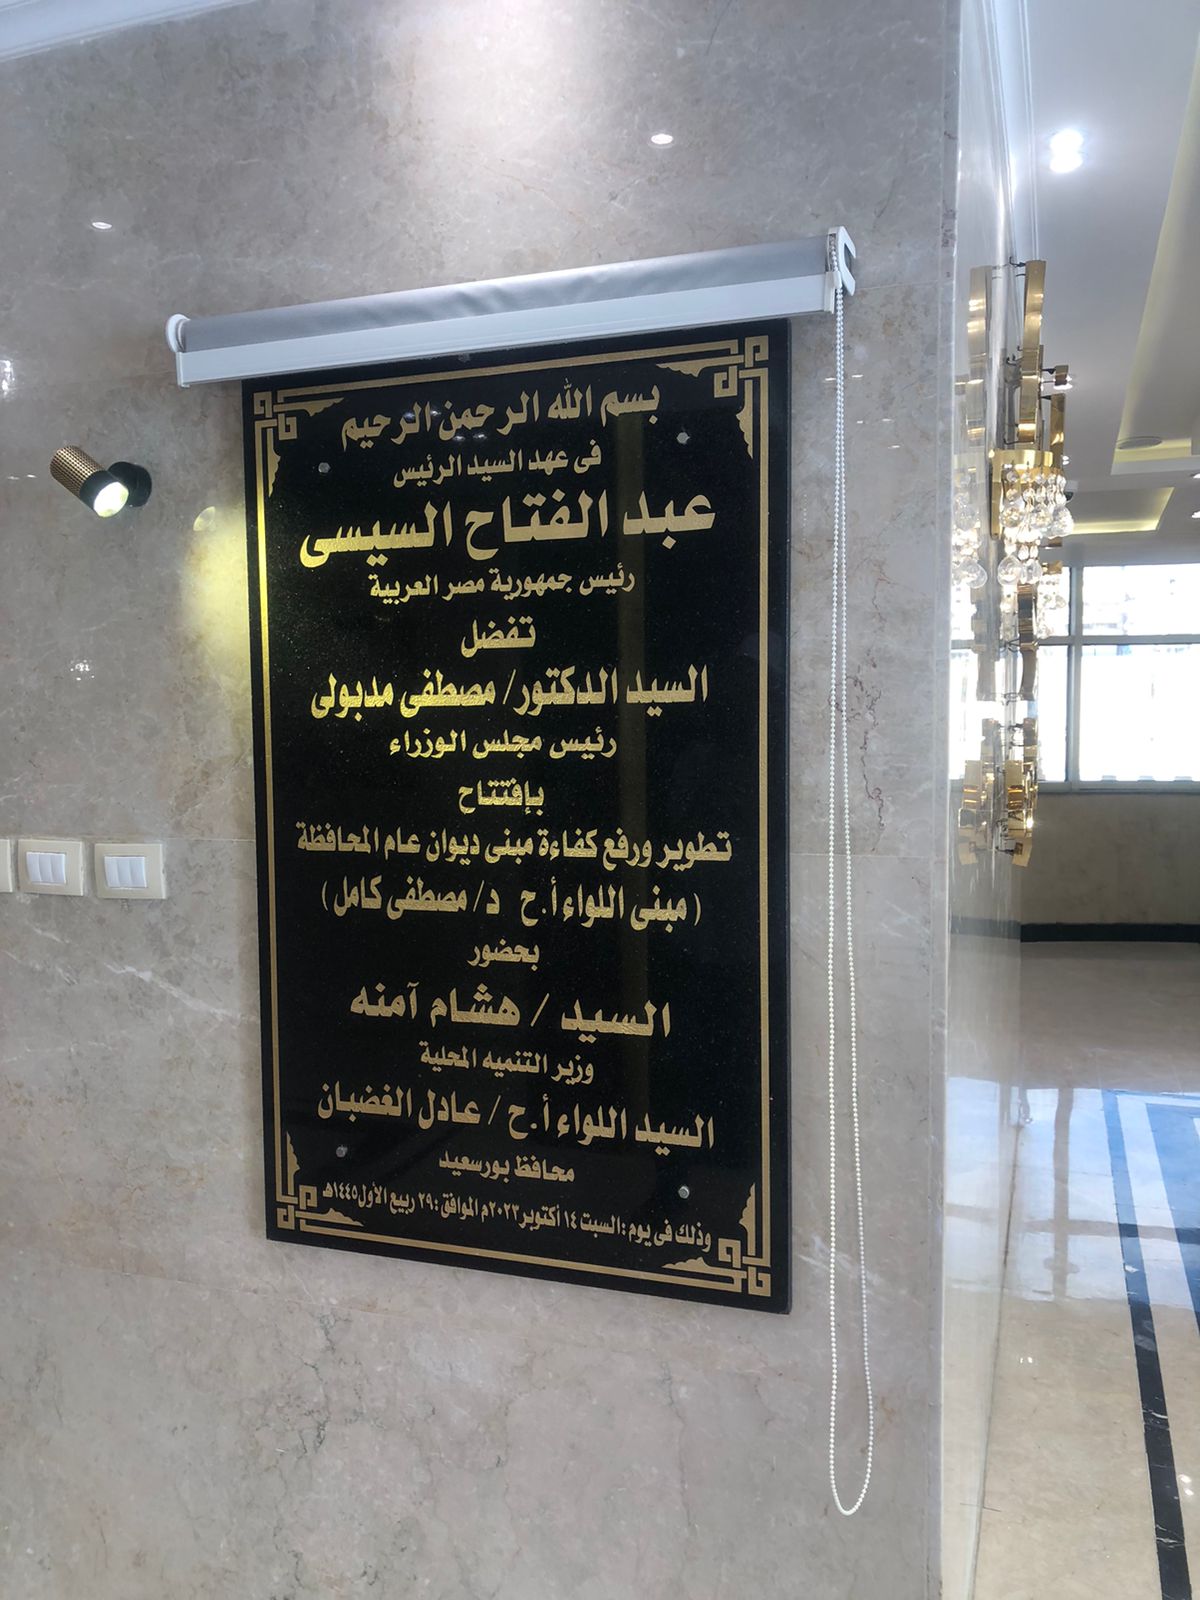 بسم الله الرحمن الرحيم
فى عهد السيد الرئيس
عبد الفتاح السيسى
رئيس جمهورية مصر العربية
تفضل
السيد الدكتور/ مصطفى مدبولى
رئيس مجلس الوزراء
بإفتتاح
تطوير ورفع كفاءة مبنى ديوان عام المحافظة
( مبنى اللواء أ.ح د/ مصطفى كامل )
بحضور
السيد / هشام آمنه
وزير التنميه المحلية
السيد اللواء أ.ح / عادل الغضبان
محافظ بورسعيد
وذلك فى يوم :السبت ١٤ أكتوبر ٢٠٢٣م الموافق :٢٩ ربيع الأول١٤٤٥هـ